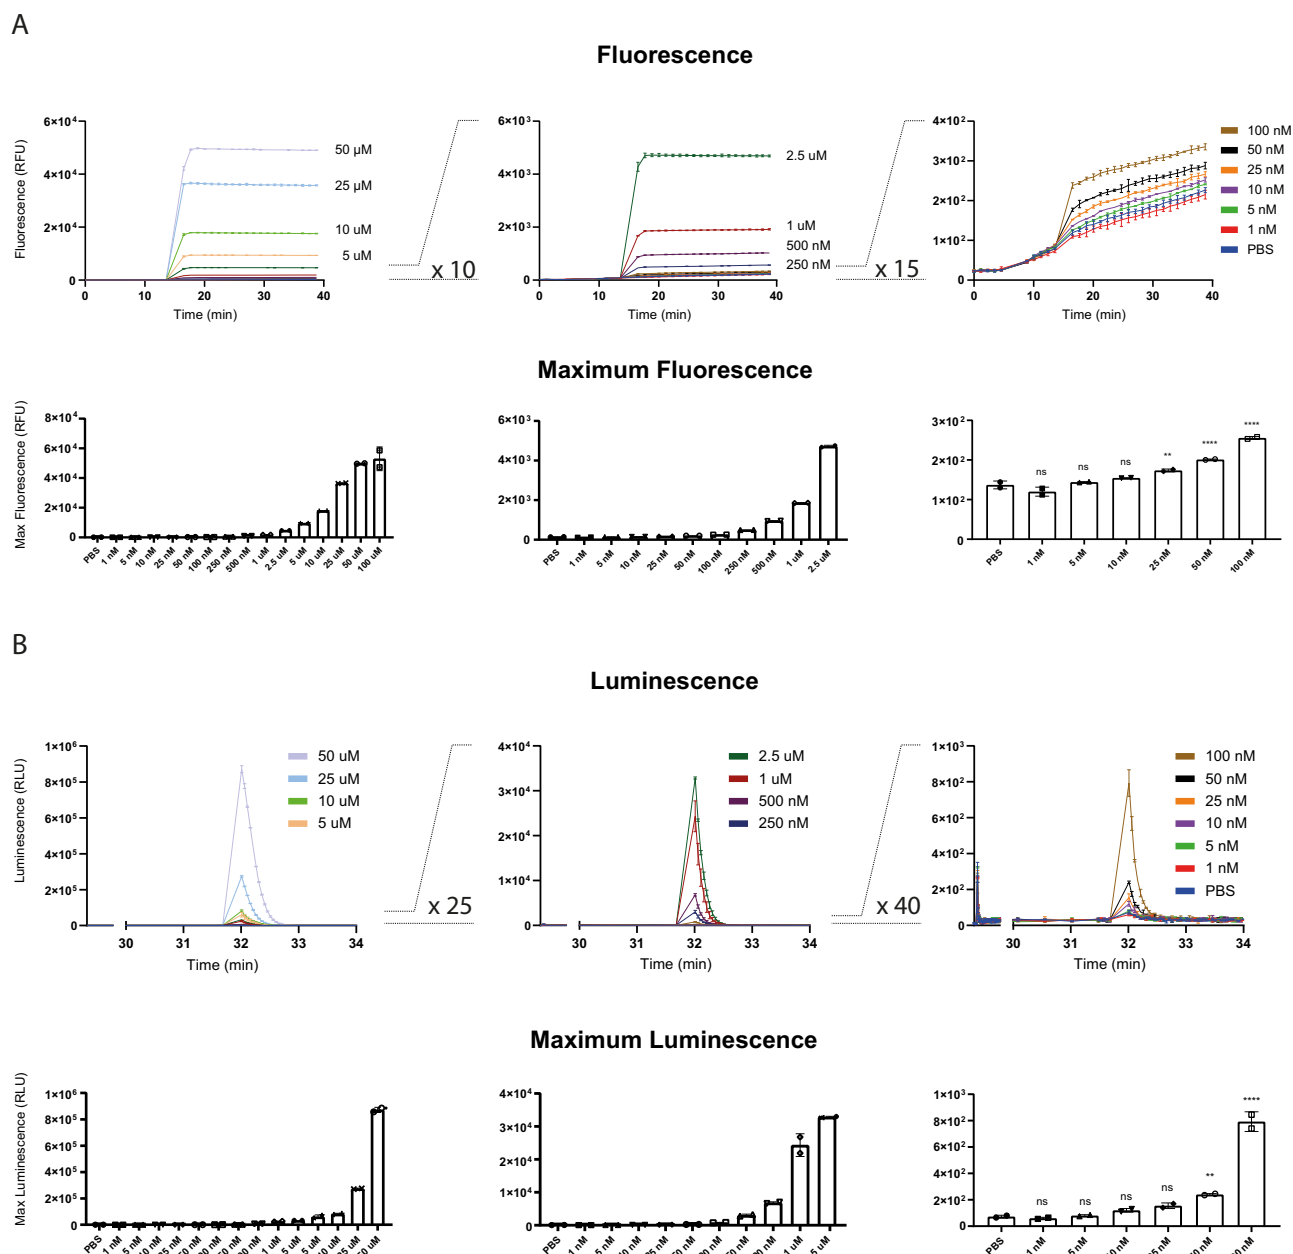 A
Fluorescence
Fluorescence (RFU)
6×10⁴
4×10⁴
2×10⁴
0
50 µM
25 µM
10 uM
5 uM
0 10 20 30 40
Time (min)
x 10
6×10³
4×10³
2×10³
0
2.5 uM
1 uM
500 nM
250 nM
0 10 20 30 40
Time (min)
x 15
4×10²
3×10²
2×10²
1×10²
0
0 10 20 30 40
Time (min)
100 nM
50 nM
25 nM
10 nM
5 nM
1 nM
PBS
Maximum Fluorescence
Max Fluorescence (RFU)
8×10⁴
6×10⁴
4×10⁴
2×10⁴
0
PBS 1 nM 5 nM 10 nM 25 nM 50 nM 100 nM 250 nM 500 nM 1 uM 2.5 uM 5 uM 10 uM 25 uM 50 uM 100 uM
6×10³
4×10³
2×10³
0
PBS 1 nM 5 nM 10 nM 25 nM 50 nM 100 nM 250 nM 500 nM 1 uM 2.5 uM
3×10²
2×10²
1×10²
0
ns ns ns ** **** ****
PBS 1 nM 5 nM 10 nM 25 nM 50 nM 100 nM
B
Luminescence
Luminescence (RLU)
1×10⁶
8×10⁵
6×10⁵
4×10⁵
2×10⁵
0
50 uM
25 uM
10 uM
5 uM
30 31 32 33 34
Time (min)
x 25
4×10⁴
3×10⁴
2×10⁴
1×10⁴
0
2.5 uM
1 uM
500 nM
250 nM
30 31 32 33 34
Time (min)
x 40
1×10³
8×10²
6×10²
4×10²
2×10²
0
100 nM
50 nM
25 nM
10 nM
5 nM
1 nM
PBS
30 31 32 33 34
Time (min)
Maximum Luminescence
Max Luminescence (RLU)
1×10⁶
8×10⁵
6×10⁵
4×10⁵
2×10⁵
0
PBS 1 nM 5 nM
1 uM
4×10⁴
3×10⁴
2×10⁴
1×10⁴
0
PBS 1 nM 5 nM
1 uM
1×10³
8×10²
6×10²
4×10²
2×10²
0
ns ns ns ns ** ****
PBS 1 nM 5 nM